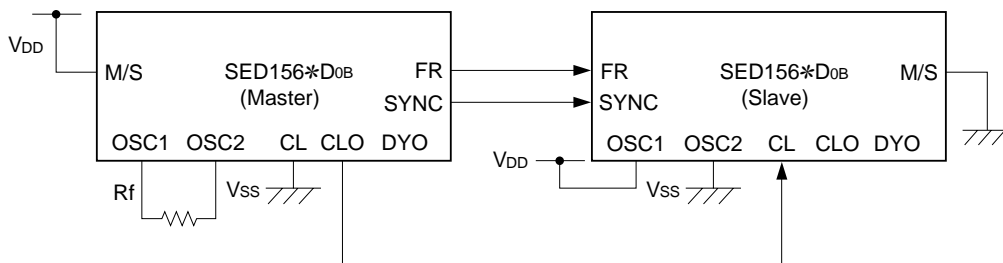 VDD
M/S
SED156*D0B
(Master)
FR
SYNC
OSC1 OSC2 CL CLO DYO
Rf
VSS
FR
SYNC
SED156*D0B
(Slave)
M/S
OSC1 OSC2 CL CLO DYO
VDD
VSS